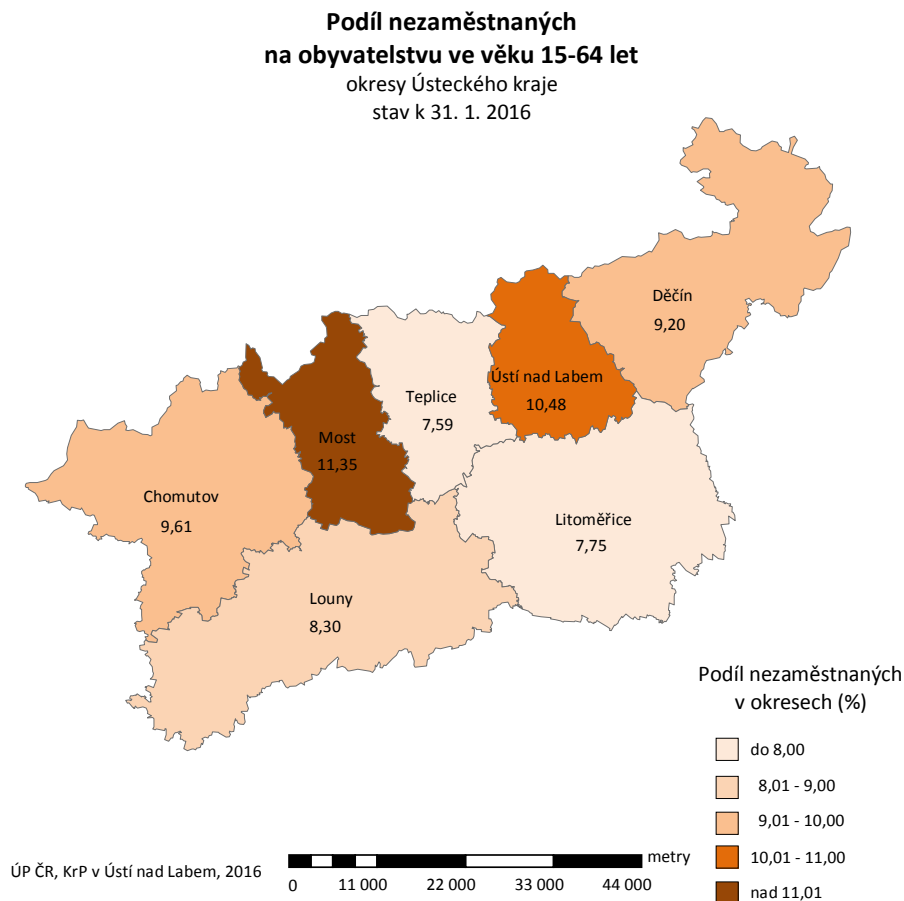 Podíl nezaměstnaných
na obyvatelstvu ve věku 15-64 let
okresy Ústeckého kraje
stav k 31. 1. 2016
Děčín
9,20
Ústí nad Labem
10,48
Teplice
7,59
Most
11,35
Chomutov
9,61
Litoměřice
7,75
Louny
8,30
Podíl nezaměstnaných
v okresech (%)
do 8,00
8,01 - 9,00
9,01 - 10,00
10,01 - 11,00
nad 11,01
ÚP ČR, KrP v Ústí nad Labem, 2016
metry
0 11 000 22 000 33 000 44 000